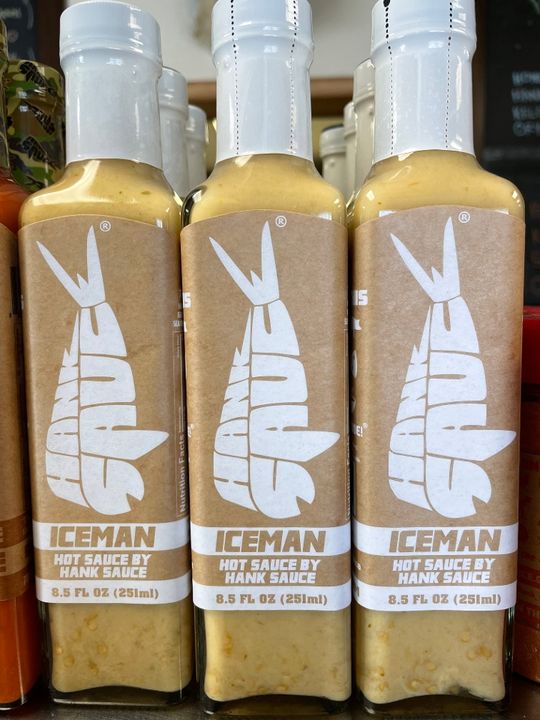 HANK
SAUCE
®
ICEMAN
HOT SAUCE BY
HANK SAUCE
8.5 FL OZ (251ml)
Nutrition Facts
HANK
SAUCE
®
ICEMAN
HOT SAUCE BY
HANK SAUCE
8.5 FL OZ (251ml)
HANK
SAUCE
®
ICEMAN
HOT SAUCE BY
HANK SAUCE
8.5 FL OZ (251ml)